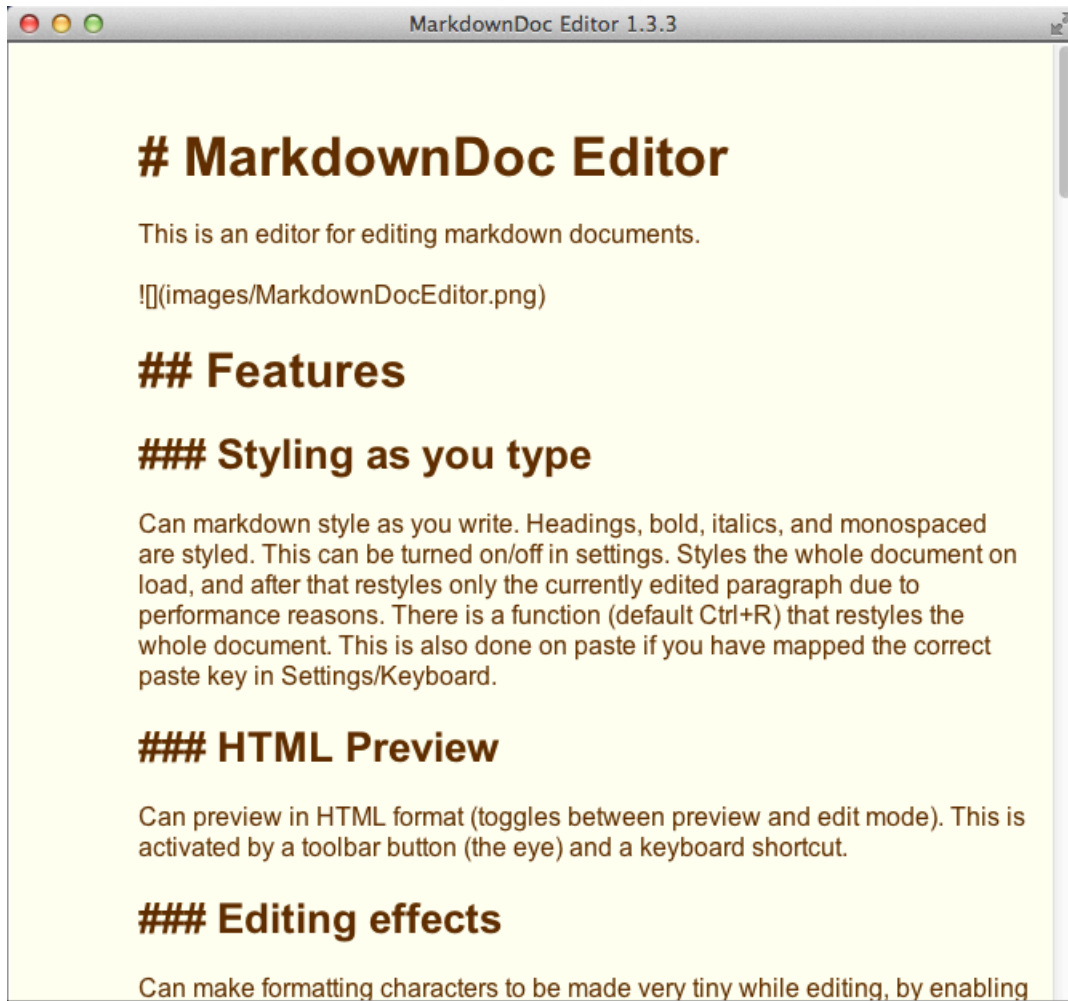 MarkdownDoc Editor 1.3.3
# MarkdownDoc Editor
This is an editor for editing markdown documents.
![](images/MarkdownDocEditor.png)
## Features
### Styling as you type
Can markdown style as you write. Headings, bold, italics, and monospaced
are styled. This can be turned on/off in settings. Styles the whole document on
load, and after that restyles only the currently edited paragraph due to
performance reasons. There is a function (default Ctrl+R) that restyles the
whole document. This is also done on paste if you have mapped the correct
paste key in Settings/Keyboard.
### HTML Preview
Can preview in HTML format (toggles between preview and edit mode). This is
activated by a toolbar button (the eye) and a keyboard shortcut.
### Editing effects
Can make formatting characters to be made very tiny while editing, by enabling